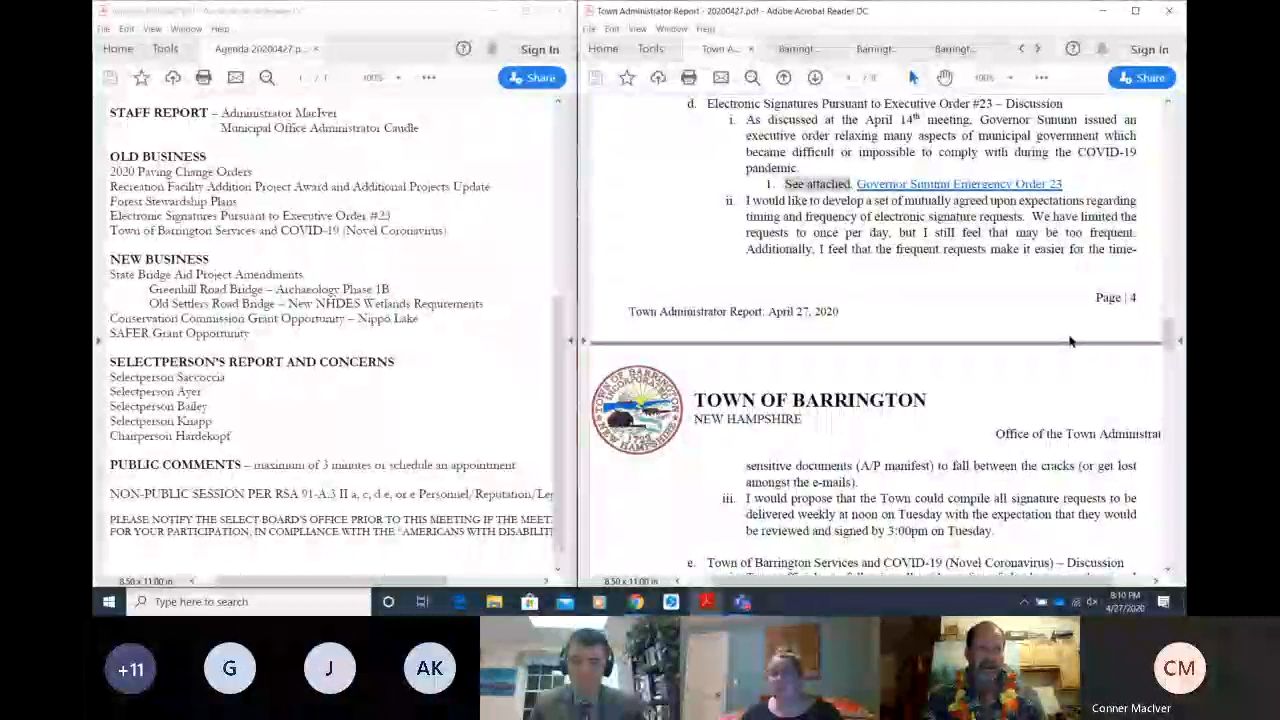 Town Administrator Report - 20200427.pdf - Adobe Acrobat Reader DC
File Edit View Window Help
Home Tools Agenda 20200427.p... × Sign In
100%
Share
STAFF REPORT – Administrator MacIver
Municipal Office Administrator Caudle
OLD BUSINESS
2020 Paving Change Orders
Recreation Facility Addition Project Award and Additional Projects Update
Forest Stewardship Plans
Electronic Signatures Pursuant to Executive Order #23
Town of Barrington Services and COVID-19 (Novel Coronavirus)
NEW BUSINESS
State Bridge Aid Project Amendments
Greenhill Road Bridge – Archaeology Phase 1B
Old Settlers Road Bridge – New NHDES Wetlands Requirements
Conservation Commission Grant Opportunity – Nippo Lake
SAFER Grant Opportunity
SELECTPERSON'S REPORT AND CONCERNS
Selectperson Saccoccia
Selectperson Ayer
Selectperson Bailey
Selectperson Knapp
Chairperson Hardekopf
PUBLIC COMMENTS – maximum of 3 minutes or schedule an appointment
NON-PUBLIC SESSION PER RSA 91-A:3 II a, c, d e, or e Personnel/Reputation/Leg
PLEASE NOTIFY THE SELECT BOARD'S OFFICE PRIOR TO THIS MEETING IF THE MEET
FOR YOUR PARTICIPATION, IN COMPLIANCE WITH THE "AMERICANS WITH DISABILIT
8.50 x 11.00 in
File Edit View Window Help
Home Tools Town A... × Barringt... Barringt... Barringt... Sign In
100%
Share
d. Electronic Signatures Pursuant to Executive Order #23 – Discussion
i. As discussed at the April 14th meeting, Governor Sununu issued an
executive order relaxing many aspects of municipal government which
became difficult or impossible to comply with during the COVID-19
pandemic.
1. See attached. Governor Sununu Emergency Order 23
ii. I would like to develop a set of mutually agreed upon expectations regarding
timing and frequency of electronic signature requests. We have limited the
requests to once per day, but I still feel that may be too frequent.
Additionally, I feel that the frequent requests make it easier for the time-
Page | 4
Town Administrator Report: April 27, 2020
TOWN OF BARRINGTON
NEW HAMPSHIRE
TOWN OF BARRINGTON
INCORPORATED
1722
NEW HAMPSHIRE
Office of the Town Administrat
sensitive documents (A/P manifest) to fall between the cracks (or get lost
amongst the e-mails).
iii. I would propose that the Town could compile all signature requests to be
delivered weekly at noon on Tuesday with the expectation that they would
be reviewed and signed by 3:00pm on Tuesday.
e. Town of Barrington Services and COVID-19 (Novel Coronavirus) – Discussion
8.50 x 11.00 in
Type here to search
8:10 PM
4/27/2020
+11
G
J
AK
CM
Conner MacIver